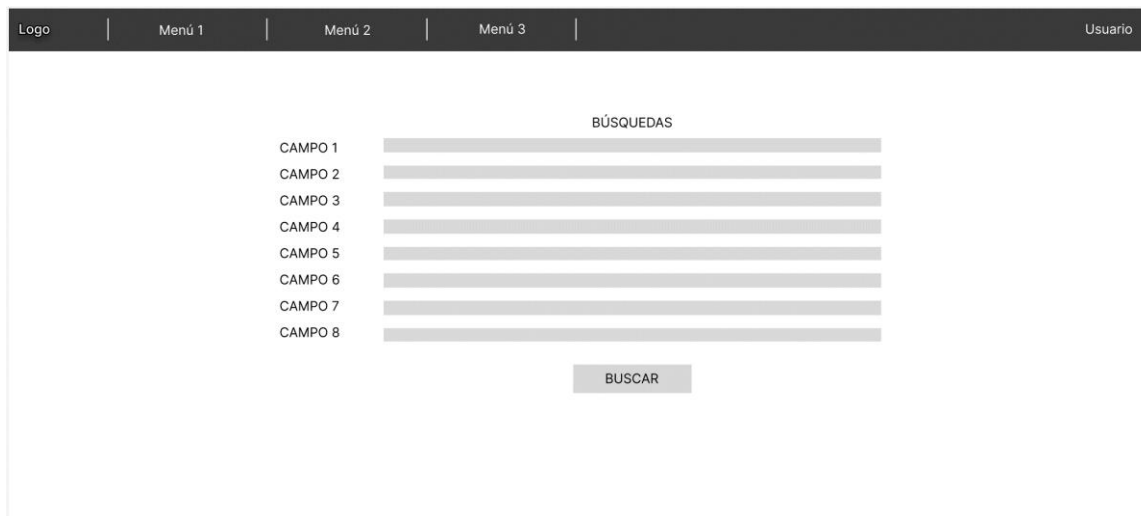 Logo Menú 1 Menú 2 Menú 3 Usuario
BÚSQUEDAS
CAMPO 1
CAMPO 2
CAMPO 3
CAMPO 4
CAMPO 5
CAMPO 6
CAMPO 7
CAMPO 8
BUSCAR